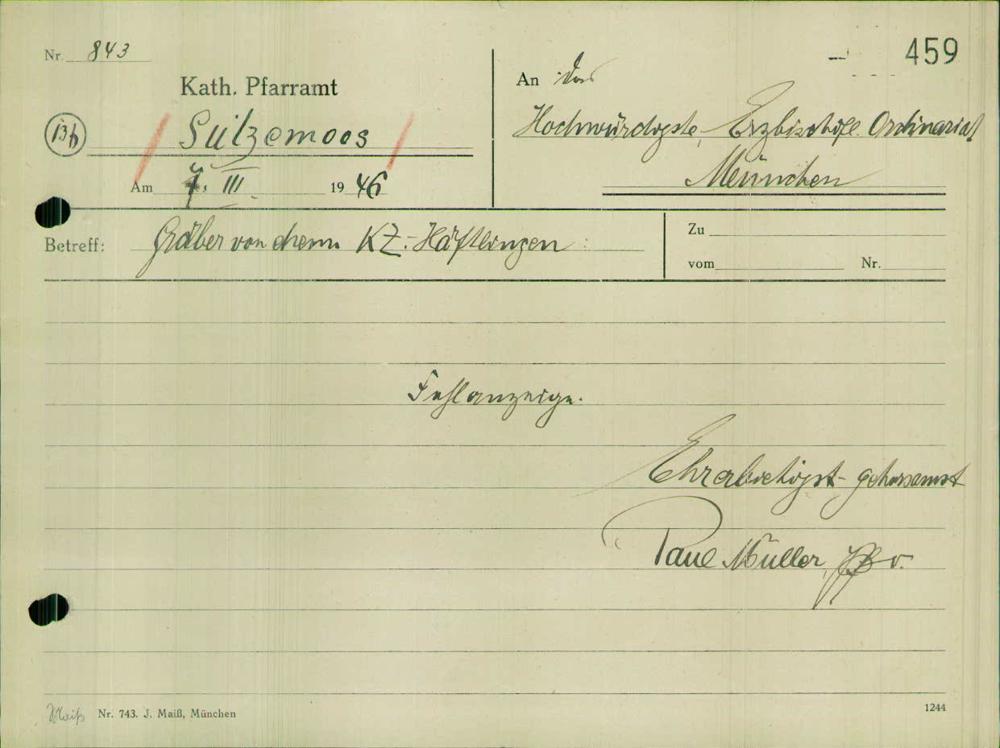 Nr. 843
459
Kath. Pfarramt
An das
13b
Sulzemoos
Hochwürdigste Erzbischöfl. Ordinariat
München
Am 7. III. 1946
Betreff: Gräber von ehem. KZ.-Häftlingen:
Zu
vom Nr.
Fehlanzeige.
Ehrerbietigst gehorsamst
Paul Müller,
Nr. 743. J. Maiß, München
1244